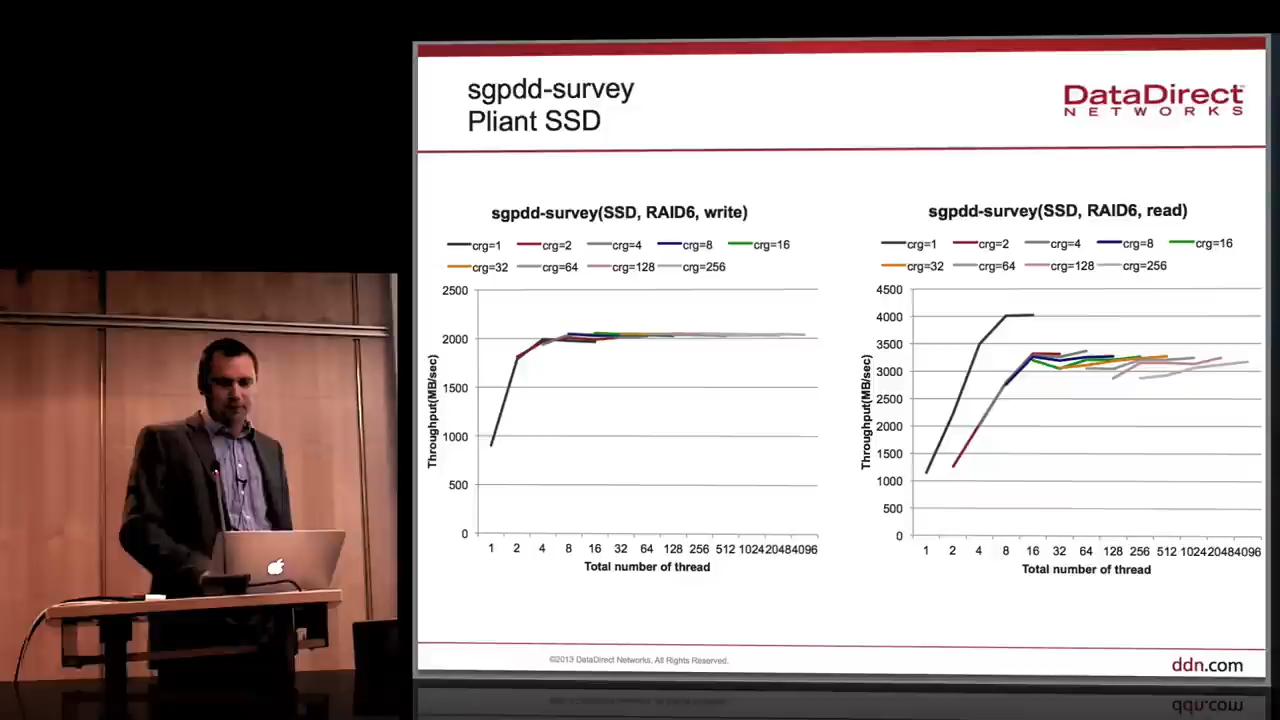 sgpdd-survey
Pliant SSD
DataDirect
NETWORKS
sgpdd-survey(SSD, RAID6, write)
crg=1 crg=2 crg=4 crg=8 crg=16
crg=32 crg=64 crg=128 crg=256
2500
2000
1500
1000
500
0
Throughput(MB/sec)
1 2 4 8 16 32 64 128 256 512 1024 2048 4096
Total number of thread
sgpdd-survey(SSD, RAID6, read)
crg=1 crg=2 crg=4 crg=8 crg=16
crg=32 crg=64 crg=128 crg=256
4500
4000
3500
3000
2500
2000
1500
1000
500
0
Throughput(MB/sec)
1 2 4 8 16 32 64 128 256 512 1024 2048 4096
Total number of thread
©2013 DataDirect Networks. All Rights Reserved.
ddn.com